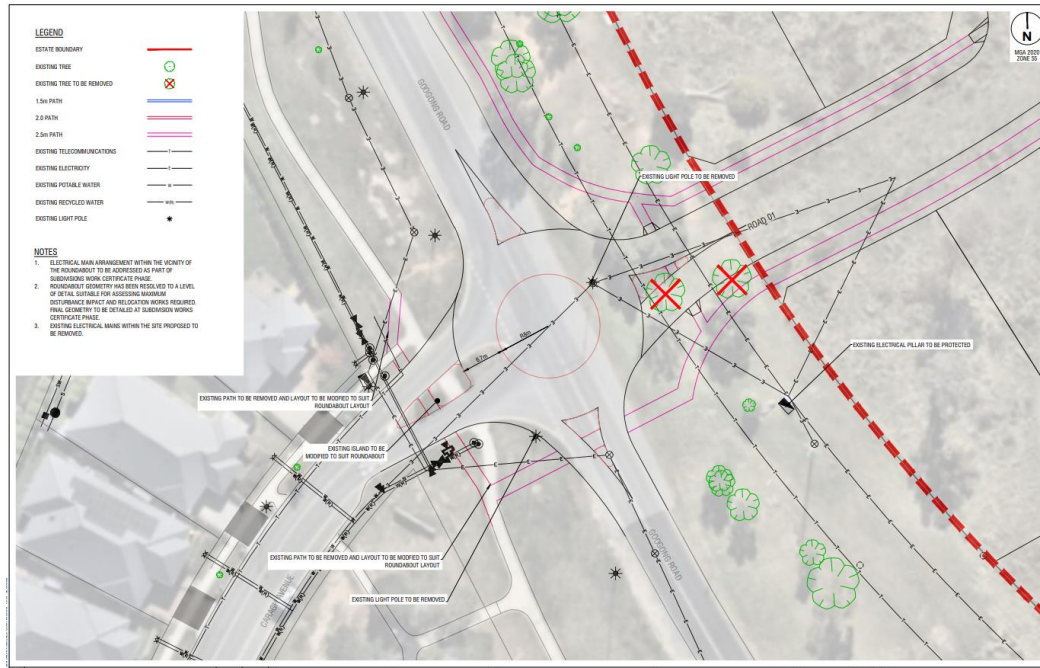 LEGEND
ESTATE BOUNDARY
EXISTING TREE
EXISTING TREE TO BE REMOVED
1.5m PATH
2.0 PATH
2.5m PATH
EXISTING TELECOMMUNICATIONS
T
EXISTING ELECTRICITY
E
EXISTING POTABLE WATER
W
EXISTING RECYCLED WATER
W(R)
EXISTING LIGHT POLE
NOTES
1. ELECTRICAL MAIN ARRANGEMENT WITHIN THE VICINITY OF
THE ROUNDABOUT TO BE ADDRESSED AS PART OF
SUBDIVISIONS WORK CERTIFICATE PHASE.
2. ROUNDABOUT GEOMETRY HAS BEEN RESOLVED TO A LEVEL
OF DETAIL SUITABLE FOR ASSESSING MAXIMUM
DISTURBANCE IMPACT AND RELOCATION WORKS REQUIRED.
FINAL GEOMETRY TO BE DETAILED AT SUBDIVISION WORKS
CERTIFICATE PHASE.
3. EXISTING ELECTRICAL MAINS WITHIN THE SITE PROPOSED TO
BE REMOVED.
N
MGA 2020
ZONE 55
GOOGONG ROAD
EXISTING LIGHT POLE TO BE REMOVED
ROAD 01
EXISTING ELECTRICAL PILLAR TO BE PROTECTED
EXISTING PATH TO BE REMOVED AND LAYOUT TO BE MODFIED TO SUIT
ROUNDABOUT LAYOUT
EXISTING ISLAND TO BE
MODIFIED TO SUIT ROUNDABOUT
EXISTING PATH TO BE REMOVED AND LAYOUT TO BE MODFIED TO SUIT
ROUNDABOUT LAYOUT
EXISTING LIGHT POLE TO BE REMOVED
GOOGONG ROAD